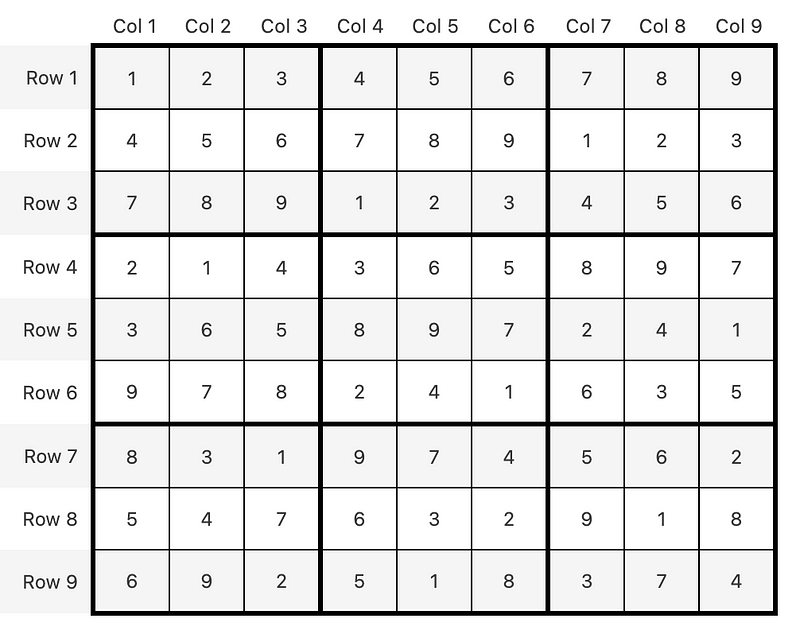 Col 1 Col 2 Col 3 Col 4 Col 5 Col 6 Col 7 Col 8 Col 9
Row 1 1 2 3 4 5 6 7 8 9
Row 2 4 5 6 7 8 9 1 2 3
Row 3 7 8 9 1 2 3 4 5 6
Row 4 2 1 4 3 6 5 8 9 7
Row 5 3 6 5 8 9 7 2 4 1
Row 6 9 7 8 2 4 1 6 3 5
Row 7 8 3 1 9 7 4 5 6 2
Row 8 5 4 7 6 3 2 9 1 8
Row 9 6 9 2 5 1 8 3 7 4